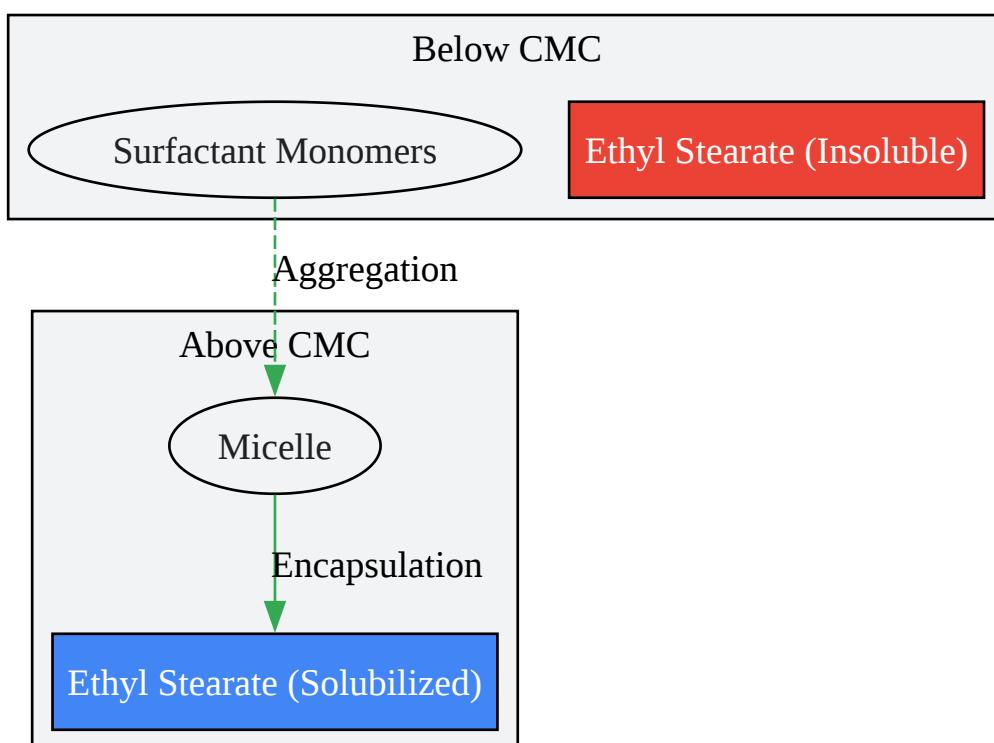 Below CMC
Surfactant Monomers
Ethyl Stearate (Insoluble)
Aggregation
Above CMC
Micelle
Encapsulation
Ethyl Stearate (Solubilized)